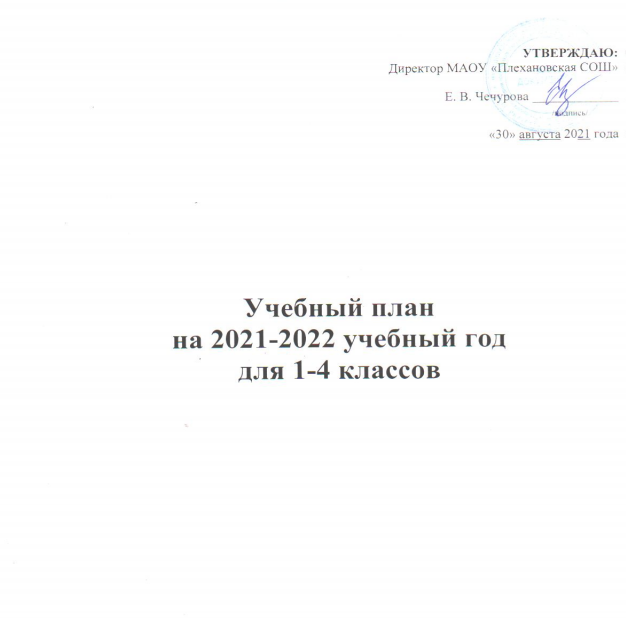 УТВЕРЖДАЮ:
Директор МАОУ «Плехановская СОШ»
Е. В. Чечурова
подпись
«30» августа 2021 года
Учебный план
на 2021-2022 учебный год
для 1-4 классов